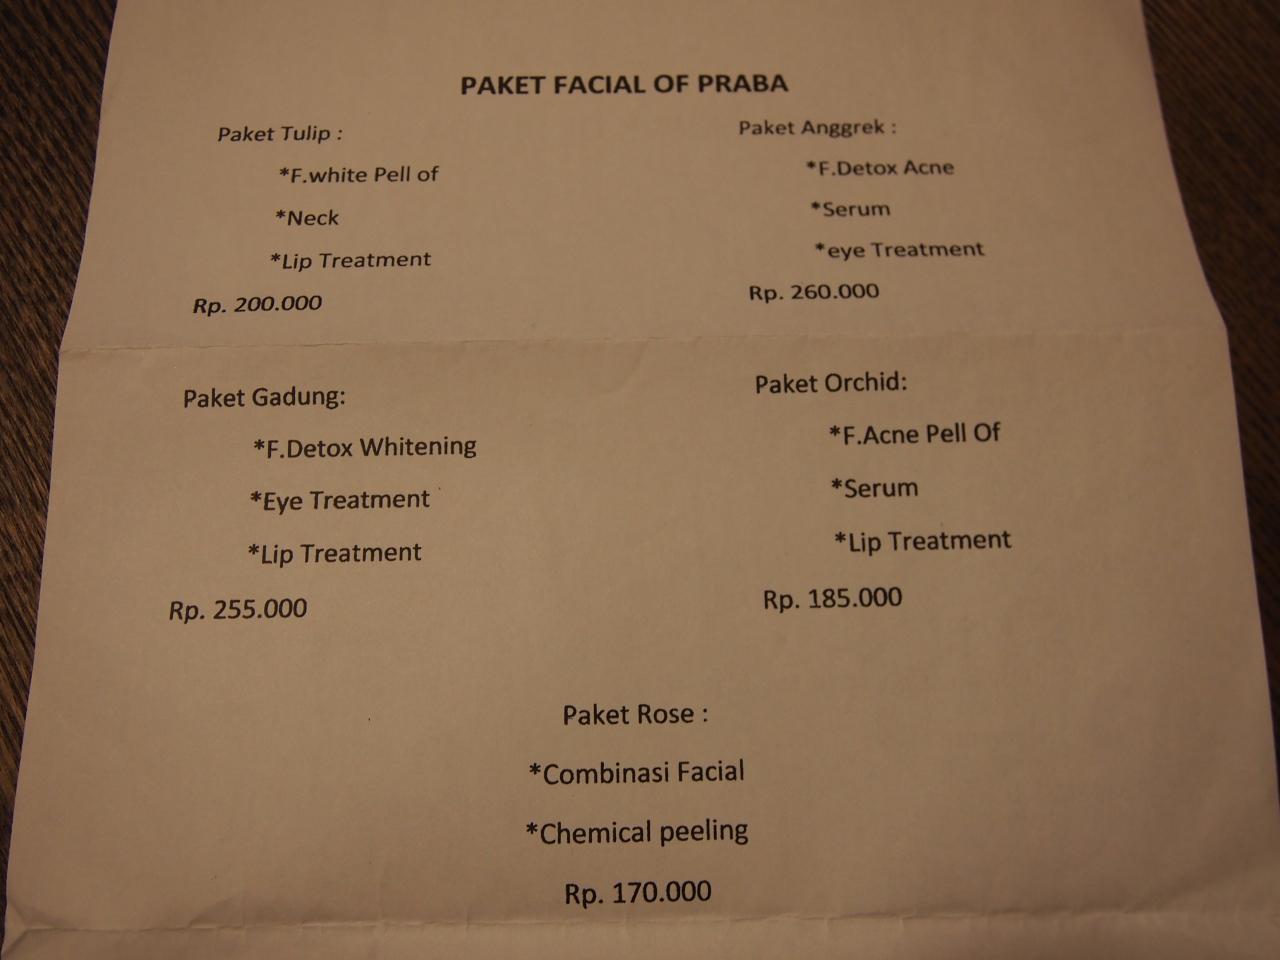 PAKET FACIAL OF PRABA
Paket Tulip :
*F.white Pell of
*Neck
*Lip Treatment
Rp. 200.000
Paket Anggrek :
*F.Detox Acne
*Serum
*eye Treatment
Rp. 260.000
Paket Gadung:
*F.Detox Whitening
*Eye Treatment
*Lip Treatment
Rp. 255.000
Paket Orchid:
*F.Acne Pell Of
*Serum
*Lip Treatment
Rp. 185.000
Paket Rose :
*Combinasi Facial
*Chemical peeling
Rp. 170.000